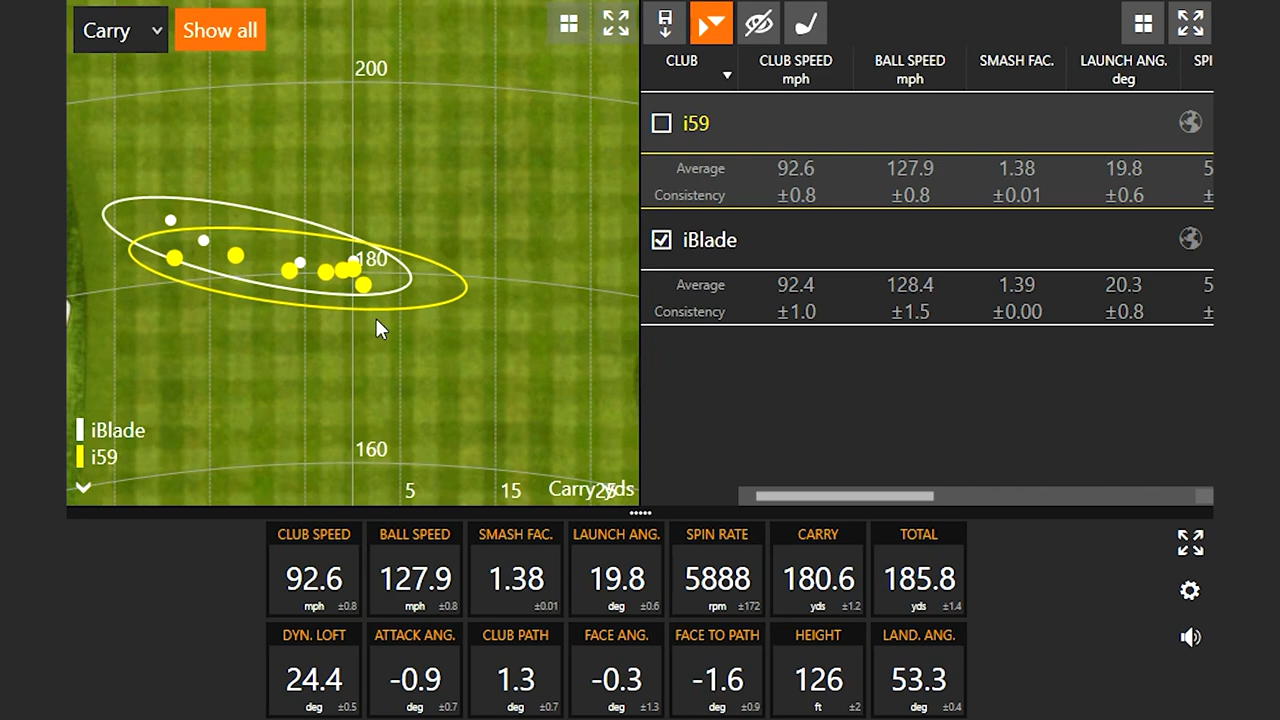 Carry
Show all
200
180
160
iBlade
i59
5
15
25
Carry yds
CLUB
CLUB SPEED
mph
BALL SPEED
mph
SMASH FAC.
LAUNCH ANG.
deg
SPI
i59
Average 92.6 127.9 1.38 19.8 5
Consistency ±0.8 ±0.8 ±0.01 ±0.6 ±
iBlade
Average 92.4 128.4 1.39 20.3 5
Consistency ±1.0 ±1.5 ±0.00 ±0.8 ±
CLUB SPEED BALL SPEED SMASH FAC. LAUNCH ANG. SPIN RATE CARRY TOTAL
92.6 127.9 1.38 19.8 5888 180.6 185.8
mph ±0.8 mph ±0.8 ±0.01 deg ±0.6 rpm ±172 yds ±1.2 yds ±1.4
DYN. LOFT ATTACK ANG. CLUB PATH FACE ANG. FACE TO PATH HEIGHT LAND. ANG.
24.4 -0.9 1.3 -0.3 -1.6 126 53.3
deg ±0.5 deg ±0.7 deg ±0.7 deg ±1.3 deg ±0.9 ft ±2 deg ±0.4